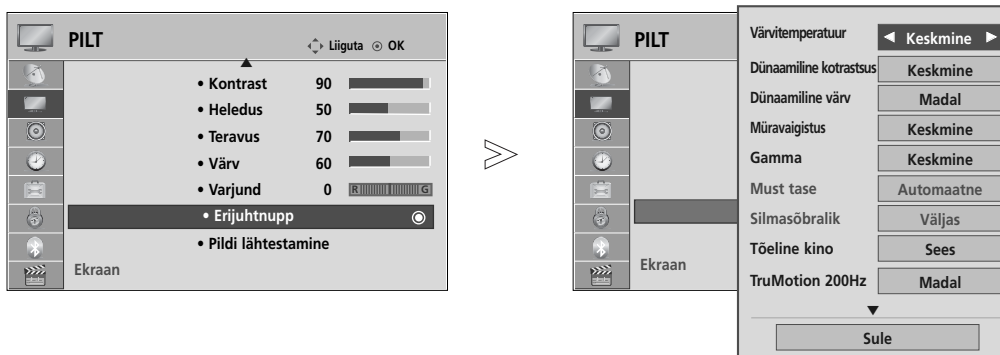 PILT Liiguta OK
• Kontrast 90
• Heledus 50
• Teravus 70
• Värv 60
• Varjund 0 R G
• Erijuhtnupp
• Pildi lähtestamine
Ekraan
PILT
Ekraan
Värvitemperatuur Keskmine
Dünaamiline kotrastsus Keskmine
Dünaamiline värv Madal
Müravaigistus Keskmine
Gamma Keskmine
Must tase Automaatne
Silmasõbralik Väljas
Tõeline kino Sees
TruMotion 200Hz Madal
Sule